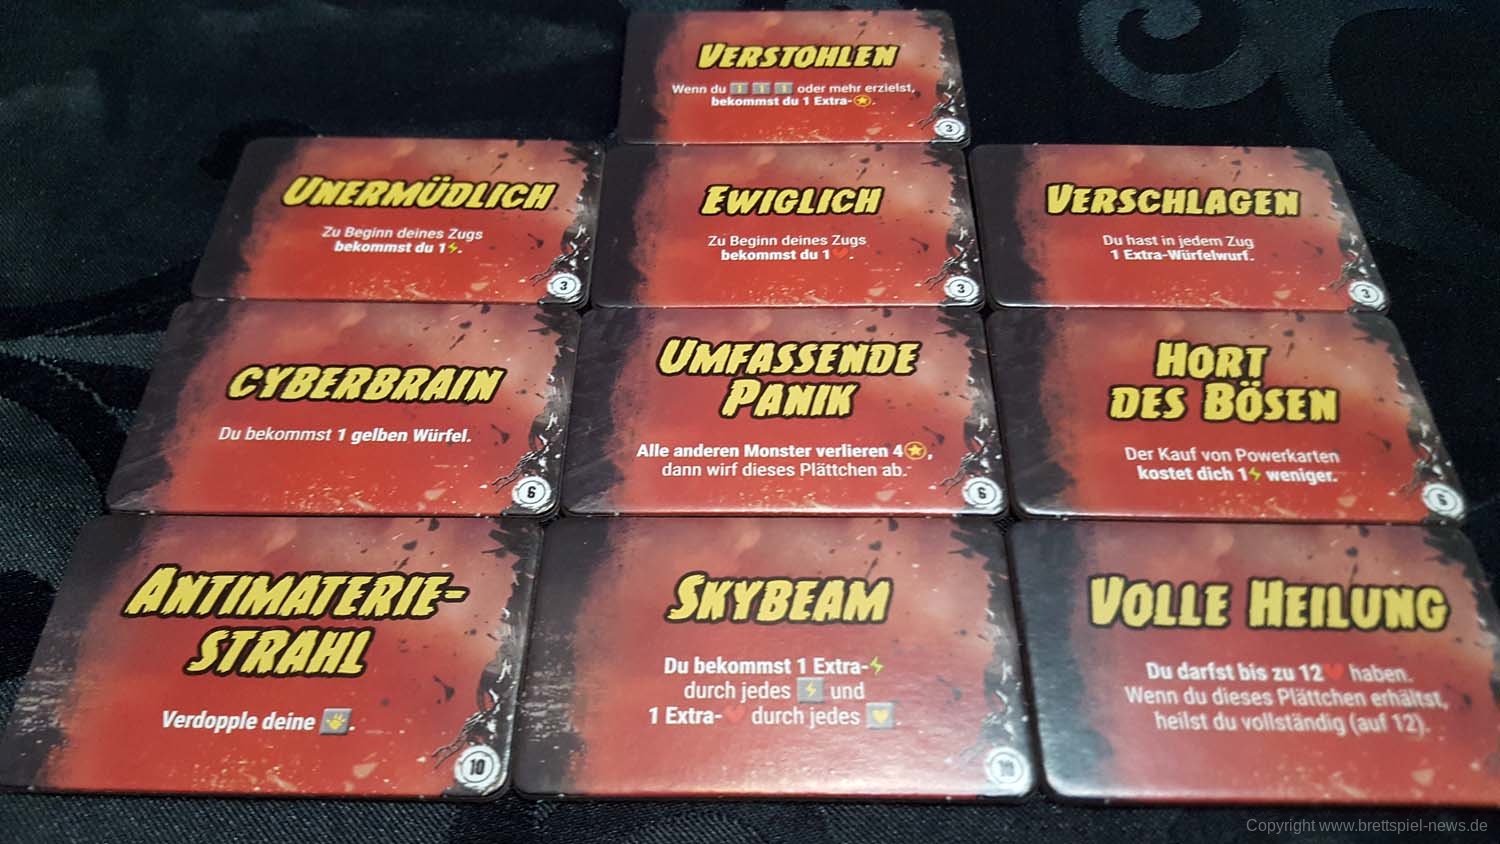 VERSTOHLEN
Wenn du 1 1 1 oder mehr erzielst,
bekommst du 1 Extra-.
3
UNERMÜDLICH
Zu Beginn deines Zugs
bekommst du 1.
3
EWIGLICH
Zu Beginn deines Zugs
bekommst du 1.
3
VERSCHLAGEN
Du hast in jedem Zug
1 Extra-Würfelwurf.
3
CYBERBRAIN
Du bekommst 1 gelben Würfel.
6
UMFASSENDE
PANIK
Alle anderen Monster verlieren 4,
dann wirf dieses Plättchen ab.
6
HORT
DES BÖSEN
Der Kauf von Powerkarten
kostet dich 1 weniger.
6
ANTIMATERIE-
STRAHL
Verdopple deine.
10
SKYBEAM
Du bekommst 1 Extra-
durch jedes und
1 Extra- durch jedes.
10
VOLLE HEILUNG
Du darfst bis zu 12 haben.
Wenn du dieses Plättchen erhältst,
heilst du vollständig (auf 12).
Copyright www.brettspiel-news.de